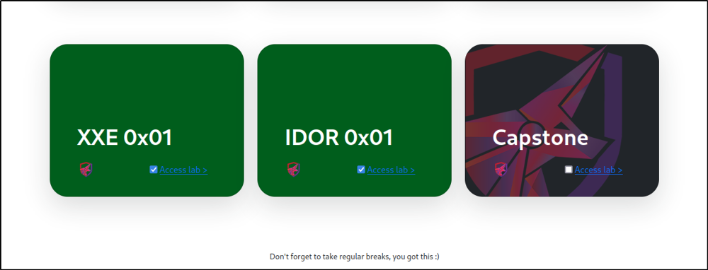 XXE 0x01
Access lab >
IDOR 0x01
Access lab >
Capstone
Access lab >
Don't forget to take regular breaks, you got this :)